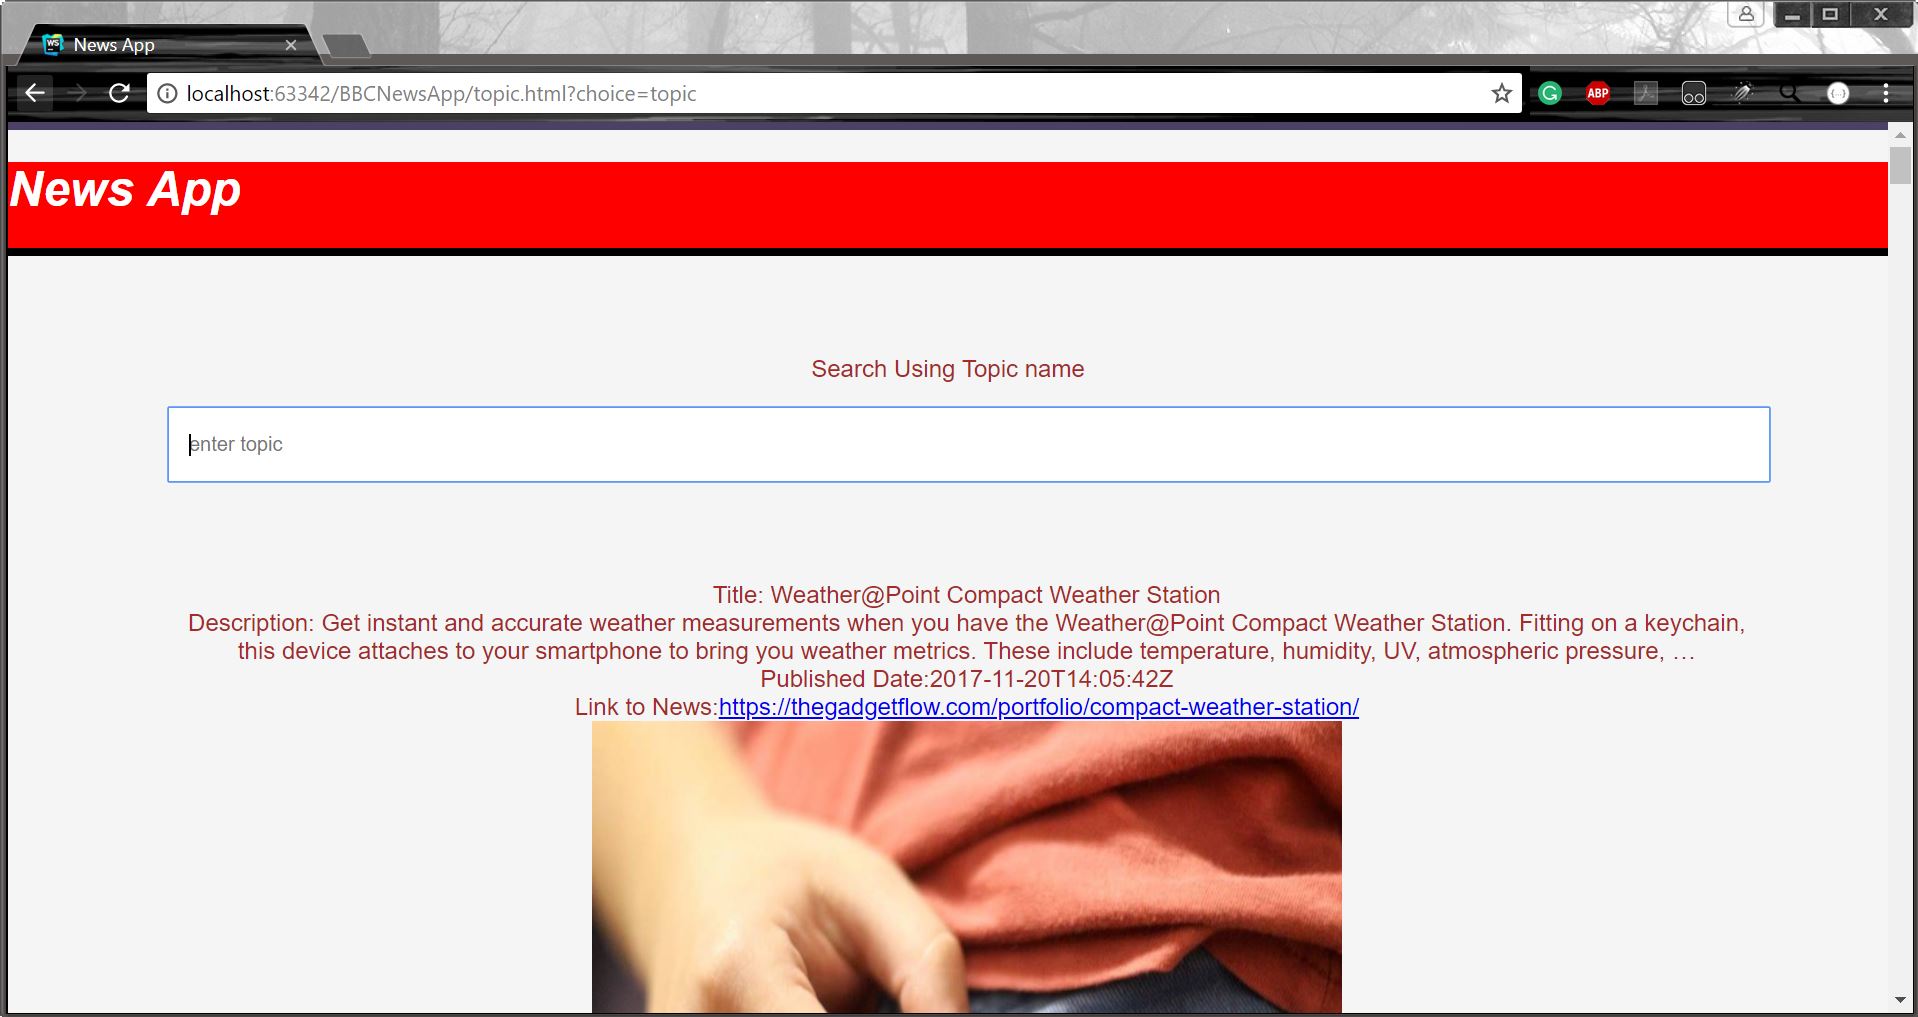 News App
localhost:63342/BBCNewsApp/topic.html?choice=topic
ABP
News App
Search Using Topic name
enter topic
Title: Weather@Point Compact Weather Station
Description: Get instant and accurate weather measurements when you have the Weather@Point Compact Weather Station. Fitting on a keychain,
this device attaches to your smartphone to bring you weather metrics. These include temperature, humidity, UV, atmospheric pressure, …
Published Date:2017-11-20T14:05:42Z
Link to News:https://thegadgetflow.com/portfolio/compact-weather-station/